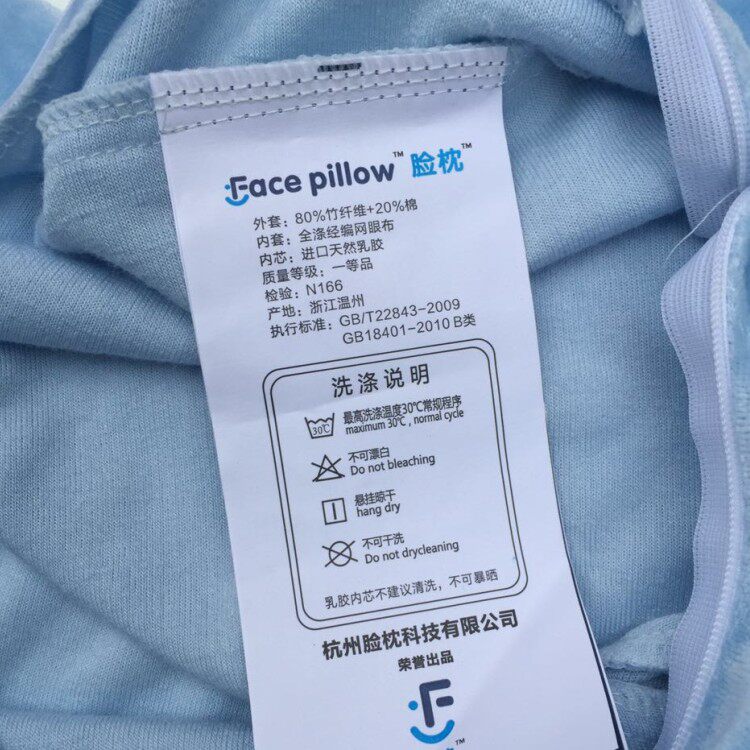 Face pillow™ 脸枕™
外套：80%竹纤维+20%棉
内套：全涤经编网眼布
内芯：进口天然乳胶
质量等级：一等品
检验：N166
产地：浙江温州
执行标准：GB/T22843-2009
GB18401-2010 B类
洗涤说明
30℃
最高洗涤温度30℃常规程序
maximum 30℃, normal cycle
不可漂白
Do not bleaching
悬挂晾干
hang dry
不可干洗
Do not drycleaning
乳胶内芯不建议清洗，不可暴晒
杭州脸枕科技有限公司
荣誉出品
F